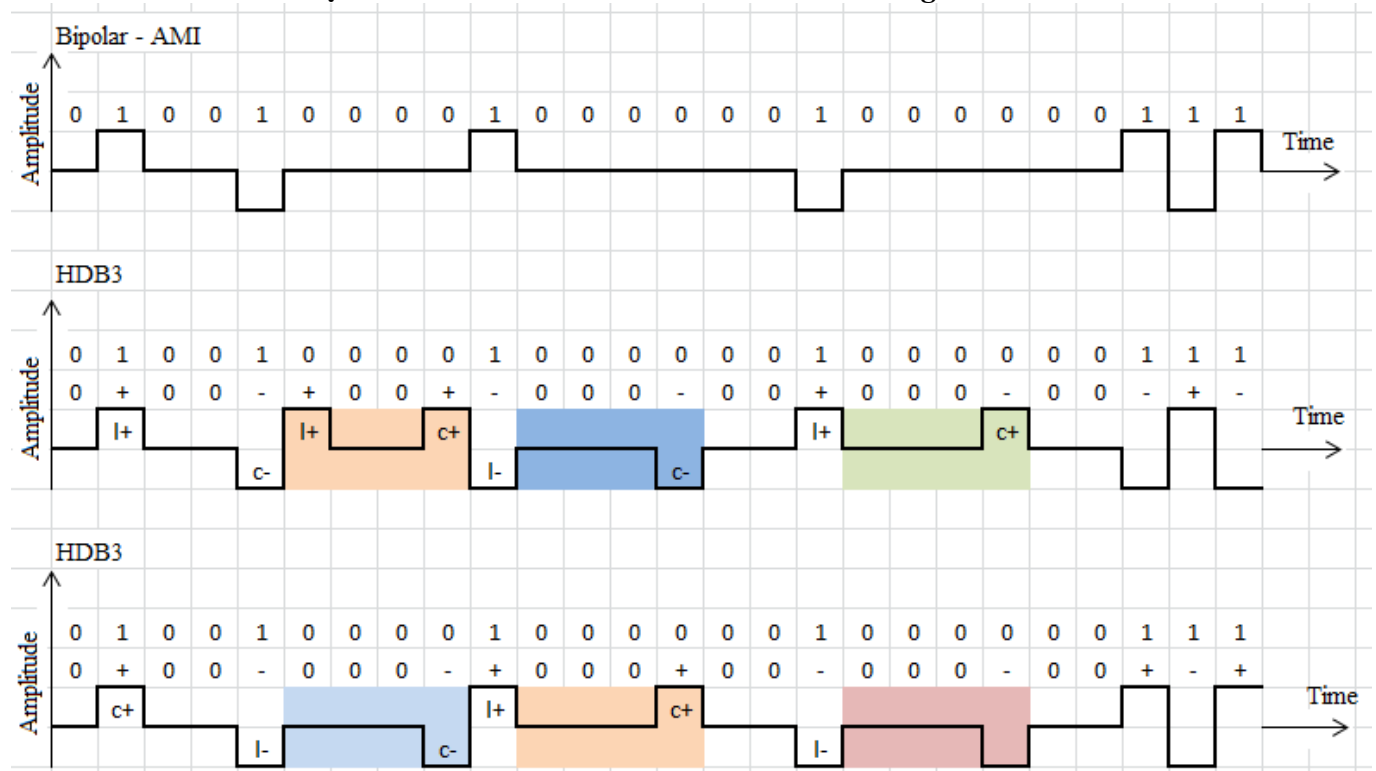 Bipolar - AMI
Amplitude
0 1 0 0 1 0 0 0 0 1 0 0 0 0 0 0 1 0 0 0 0 0 0 1 1 1
Time
HDB3
Amplitude
0 1 0 0 1 0 0 0 0 1 0 0 0 0 0 0 1 0 0 0 0 0 0 1 1 1
0 + 0 0 - + 0 0 + - 0 0 0 - 0 0 + 0 0 0 - 0 0 - + -
Time
I+ I+ c+ I+ c+
c- I- c-
HDB3
Amplitude
0 1 0 0 1 0 0 0 0 1 0 0 0 0 0 0 1 0 0 0 0 0 0 1 1 1
0 + 0 0 - 0 0 0 - + 0 0 0 + 0 0 - 0 0 0 - 0 0 + - +
Time
c+ I+ c+
I- c- I-